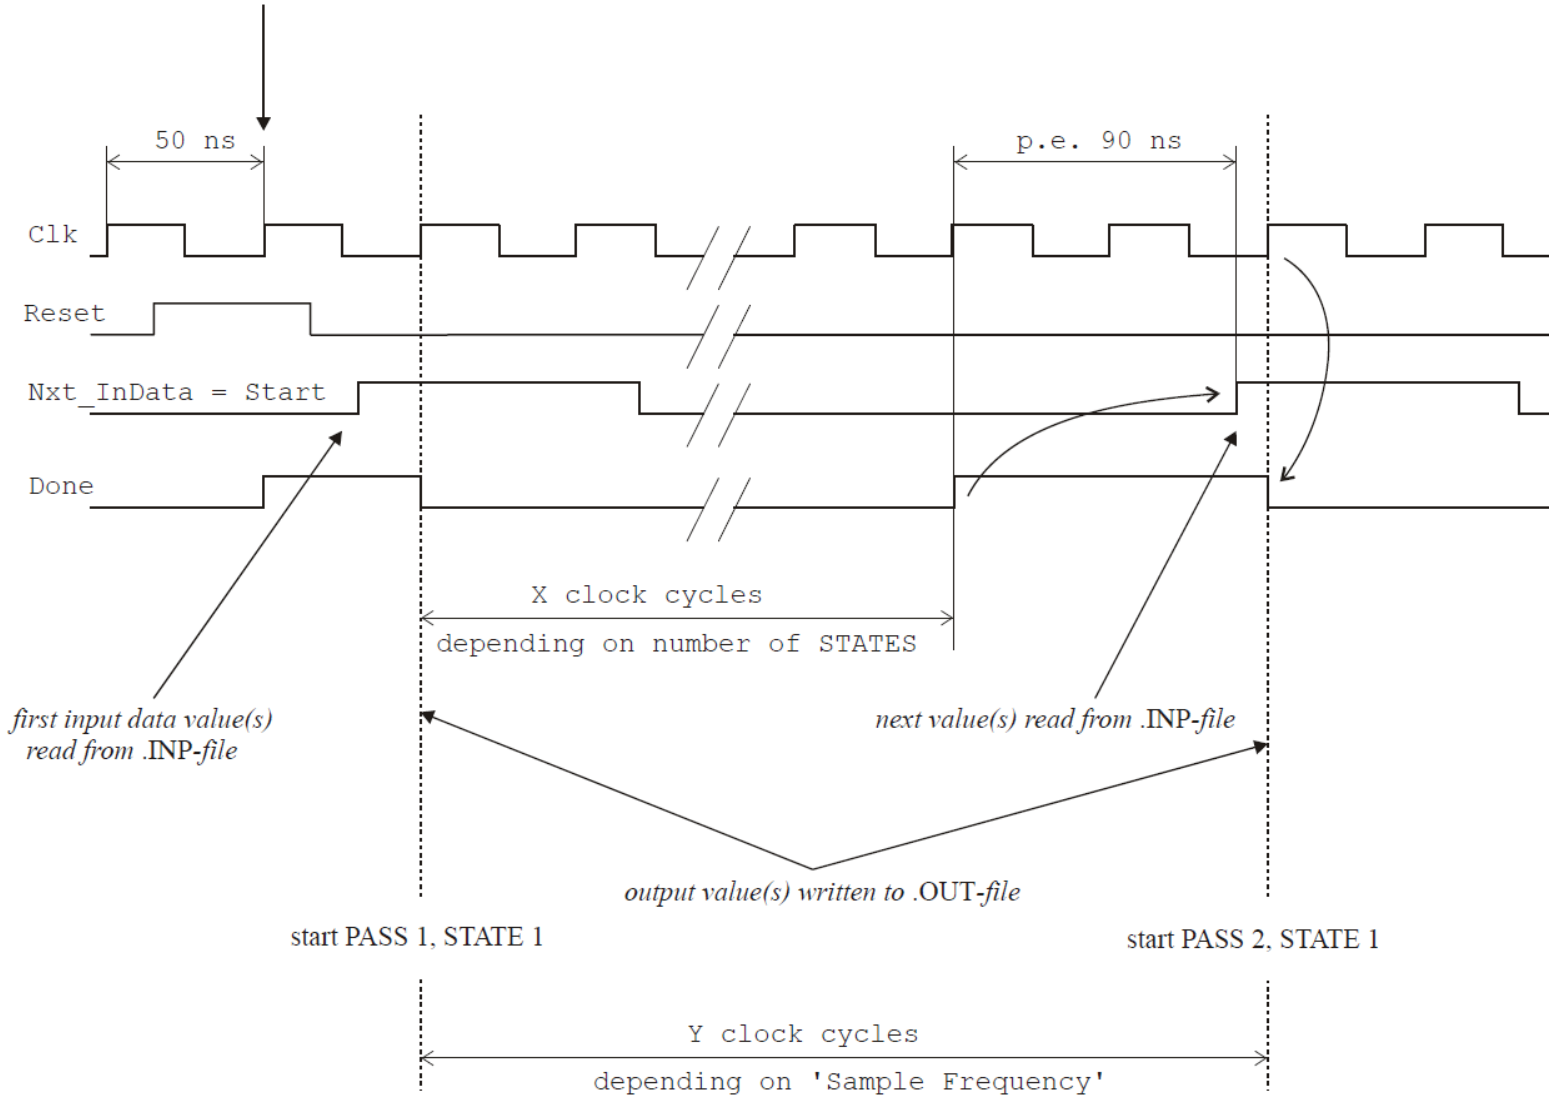 50 ns
p.e. 90 ns
Clk
Reset
Nxt_InData = Start
Done
X clock cycles
depending on number of STATES
first input data value(s)
read from .INP-file
next value(s) read from .INP-file
output value(s) written to .OUT-file
start PASS 1, STATE 1
start PASS 2, STATE 1
Y clock cycles
depending on 'Sample Frequency'